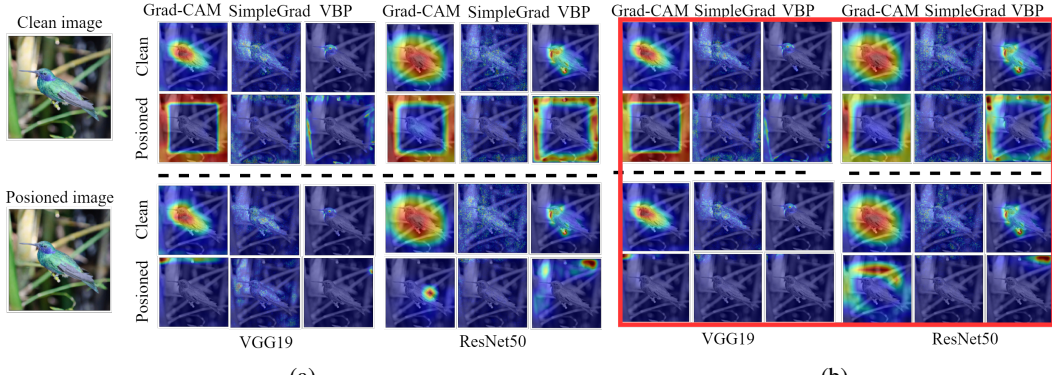 Clean image
Posioned image
Grad-CAM SimpleGrad VBP
Grad-CAM SimpleGrad VBP
Clean
Posioned
Clean
Posioned
VGG19
ResNet50
Grad-CAM SimpleGrad VBP
Grad-CAM SimpleGrad VBP
VGG19
ResNet50
(a)
(b)